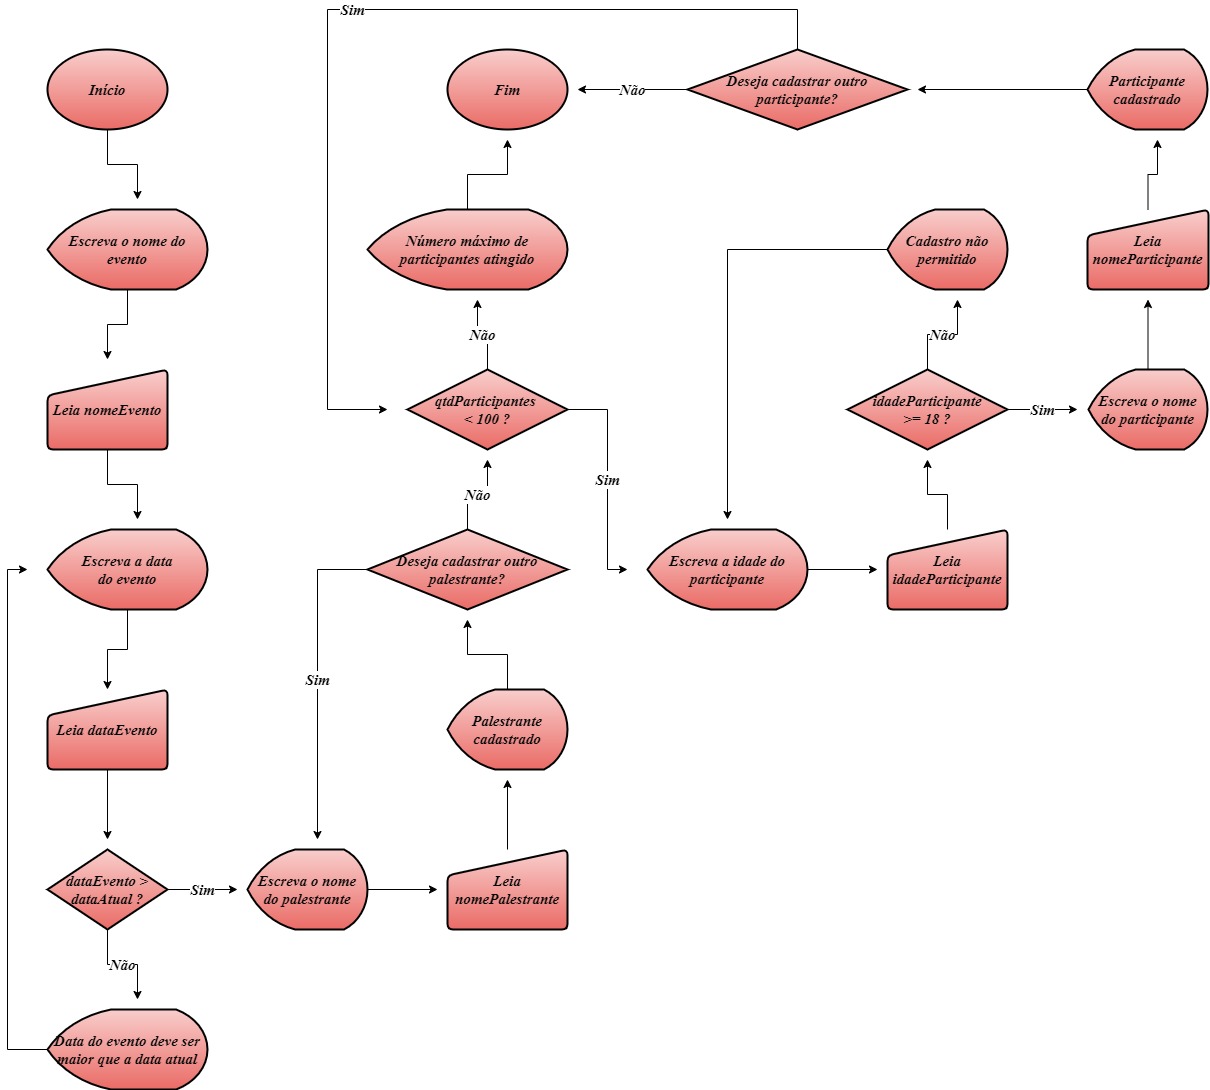 Sim
Início
Fim
Não
Deseja cadastrar outro
participante?
Participante
cadastrado
Escreva o nome do
evento
Número máximo de
participantes atingido
Cadastro não
permitido
Leia
nomeParticipante
Não
Não
Leia nomeEvento
qtdParticipantes
< 100 ?
idadeParticipante
>= 18 ?
Sim
Escreva o nome
do participante
Sim
Não
Escreva a data
do evento
Deseja cadastrar outro
palestrante?
Escreva a idade do
participante
Leia
idadeParticipante
Sim
Leia dataEvento
Palestrante
cadastrado
dataEvento >
dataAtual ?
Sim
Escreva o nome
do palestrante
Leia
nomePalestrante
Não
Data do evento deve ser
maior que a data atual